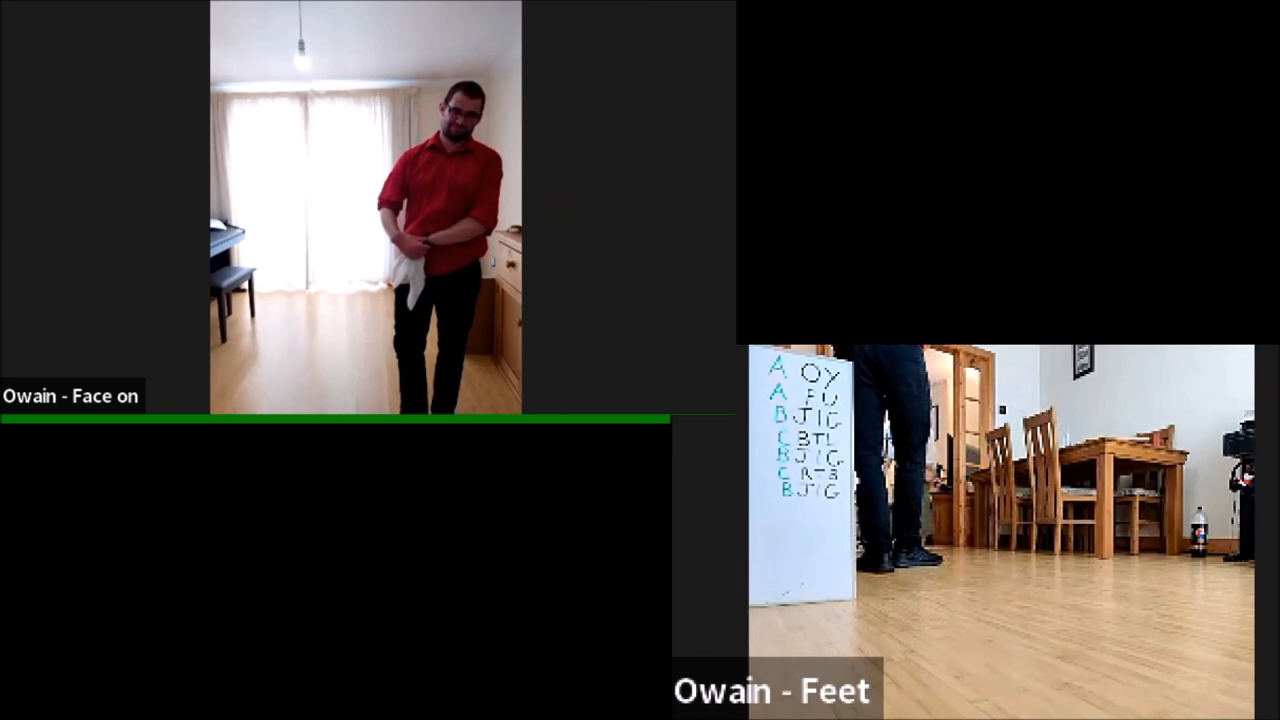 Owain - Face on
A OY
A FU
B JIG
C BTL
B JIG
C RTB
B JIG
Owain - Feet